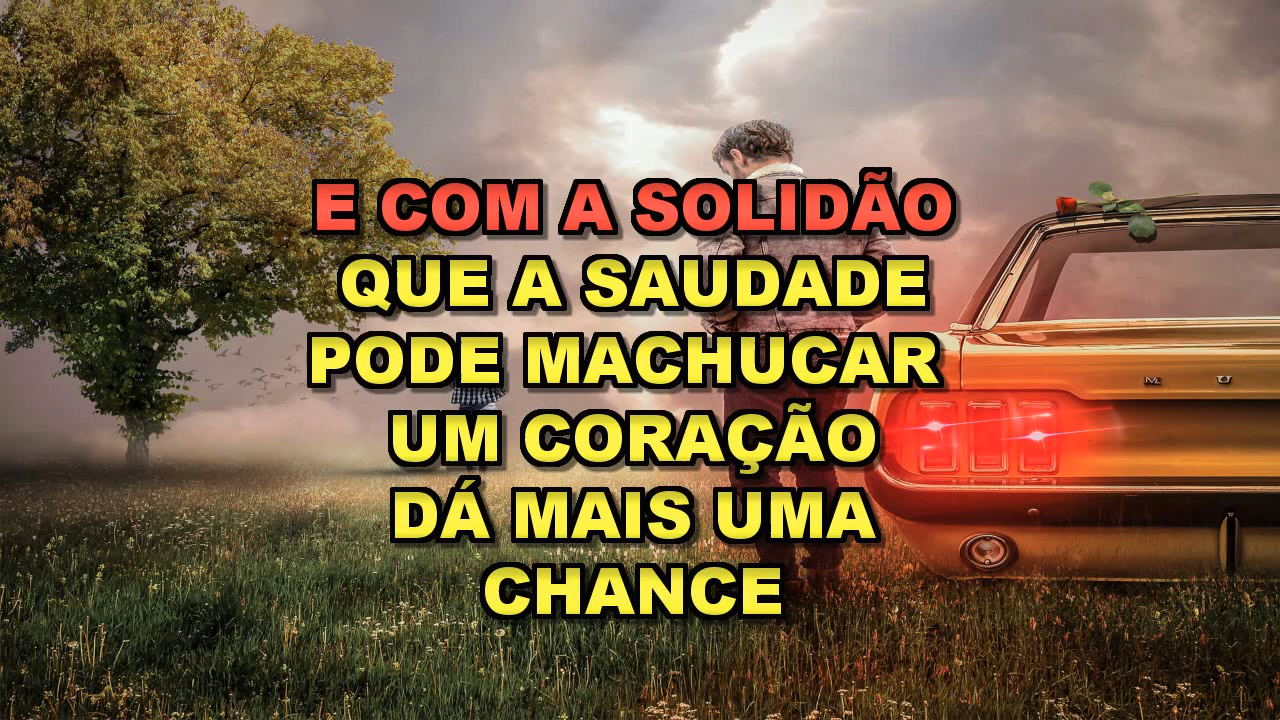 E COM A SOLIDÃO
QUE A SAUDADE
PODE MACHUCAR
UM CORAÇÃO
DÁ MAIS UMA
CHANCE
M U